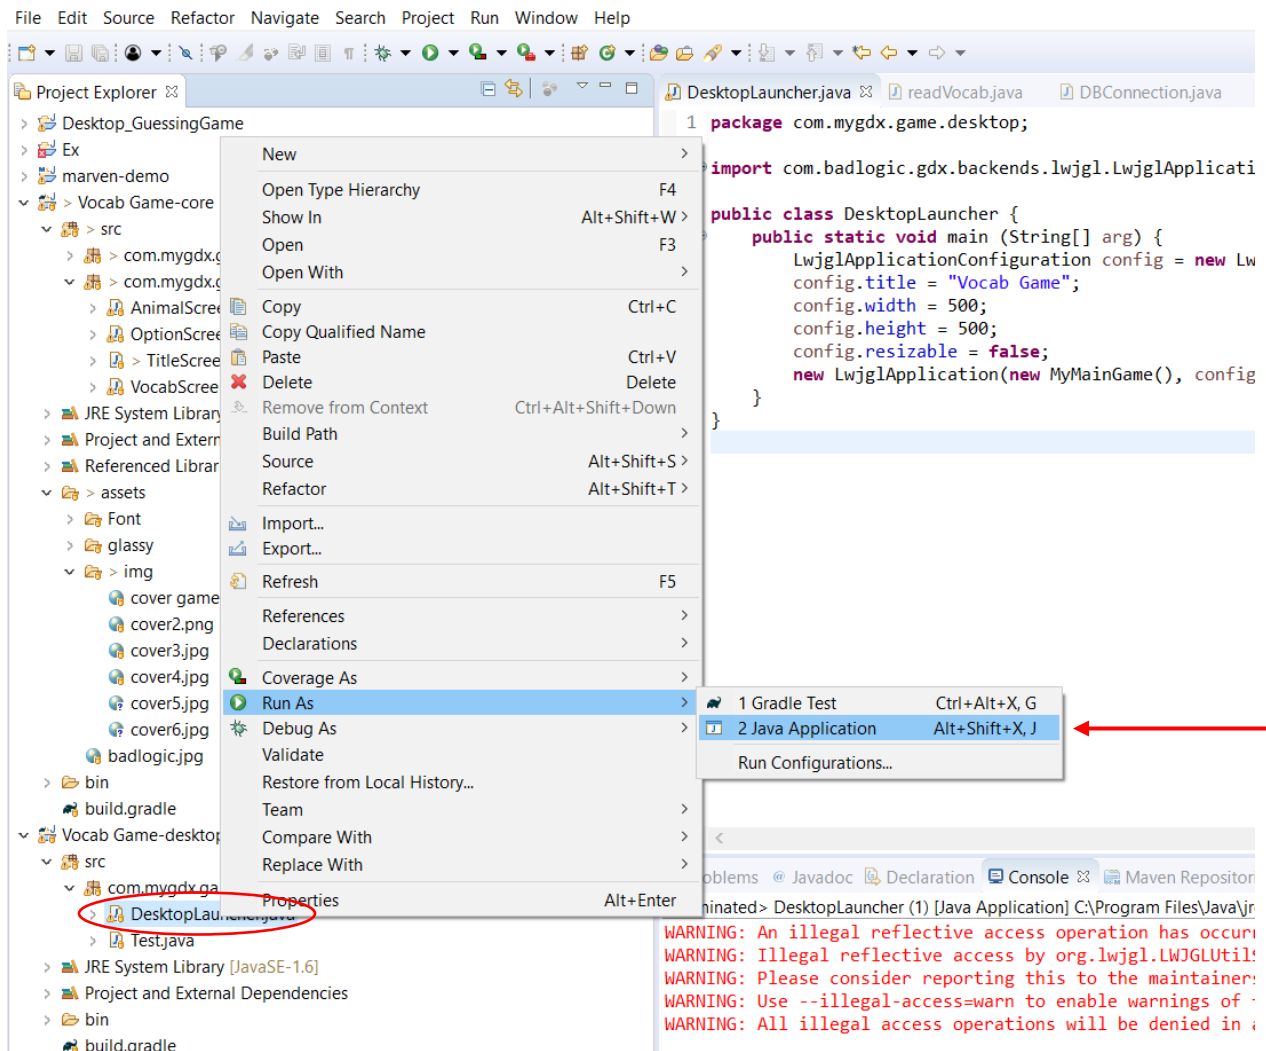 File Edit Source Refactor Navigate Search Project Run Window Help
Project Explorer
Desktop_GuessingGame
Ex
marven-demo
> Vocab Game-core
> src
> com.mygdx.g
> com.mygdx.g
AnimalScree
OptionScree
> TitleScree
VocabScree
JRE System Library
Project and Extern
Referenced Librar
> assets
Font
glassy
> img
cover game
cover2.png
cover3.jpg
cover4.jpg
cover5.jpg
cover6.jpg
badlogic.jpg
bin
build.gradle
Vocab Game-desktop
src
com.mygdx.ga
DesktopLauncher.java
Test.java
JRE System Library [JavaSE-1.6]
Project and External Dependencies
bin
build.gradle
New
Open Type Hierarchy F4
Show In Alt+Shift+W >
Open F3
Open With
Copy Ctrl+C
Copy Qualified Name
Paste Ctrl+V
Delete Delete
Remove from Context Ctrl+Alt+Shift+Down
Build Path
Source Alt+Shift+S >
Refactor Alt+Shift+T >
Import...
Export...
Refresh F5
References
Declarations
Coverage As
Run As
Debug As
Validate
Restore from Local History...
Team
Compare With
Replace With
Properties Alt+Enter
1 Gradle Test Ctrl+Alt+X, G
2 Java Application Alt+Shift+X, J
Run Configurations...
DesktopLauncher.java readVocab.java DBConnection.java
1 package com.mygdx.game.desktop;
import com.badlogic.gdx.backends.lwjgl.LwjglApplicati
public class DesktopLauncher {
public static void main (String[] arg) {
LwjglApplicationConfiguration config = new Lw
config.title = "Vocab Game";
config.width = 500;
config.height = 500;
config.resizable = false;
new LwjglApplication(new MyMainGame(), config
}
}
oblems @ Javadoc Declaration Console Maven Repositor
ninated> DesktopLauncher (1) [Java Application] C:\Program Files\Java\jr
WARNING: An illegal reflective access operation has occur
WARNING: Illegal reflective access by org.lwjgl.LWJGLUtil
WARNING: Please consider reporting this to the maintainer
WARNING: Use --illegal-access=warn to enable warnings of
WARNING: All illegal access operations will be denied in